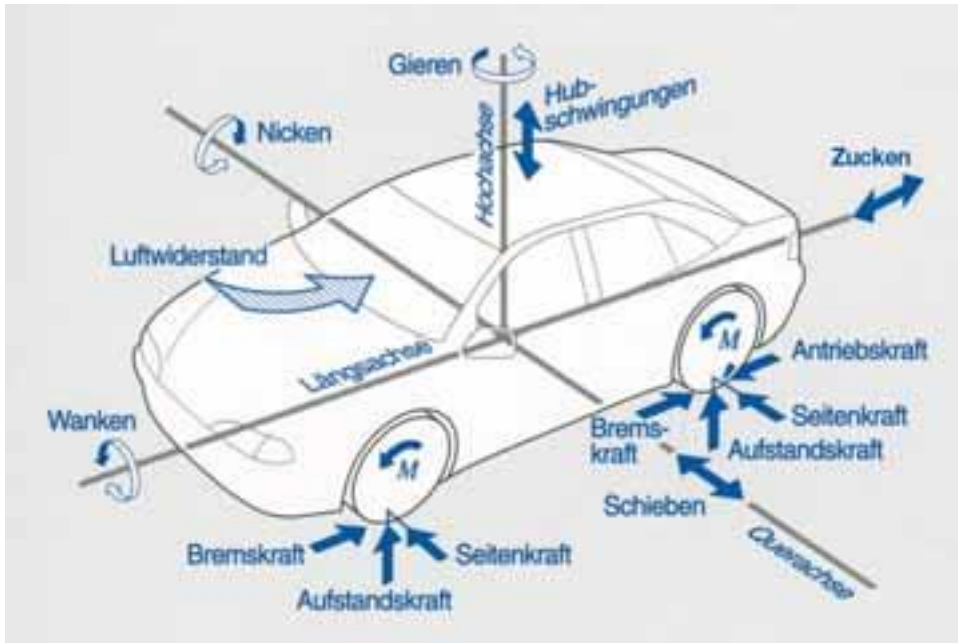 Gieren
Hub-
schwingungen
Nicken
Hochachse
Zucken
Luftwiderstand
Längsachse
M
Antriebskraft
Wanken
Brems-
kraft
Seitenkraft
Aufstandskraft
M
Schieben
Bremskraft
Seitenkraft
Querachse
Aufstandskraft